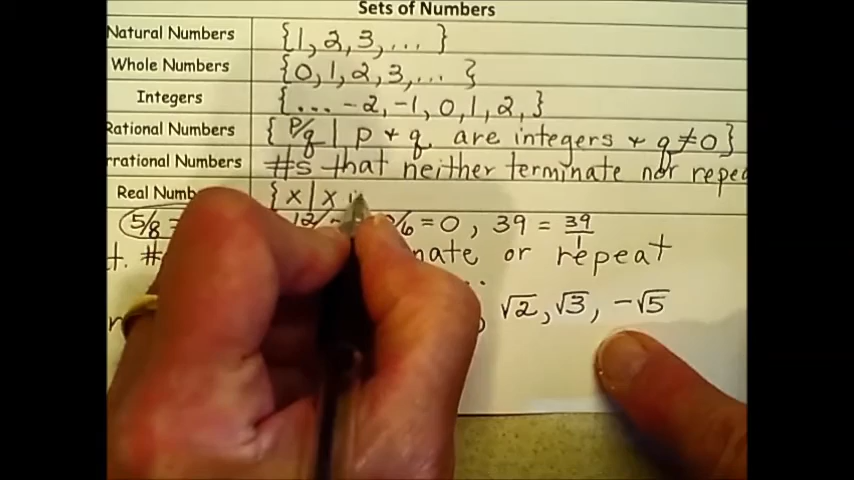 Sets of Numbers
Natural Numbers {1, 2, 3, ... }
Whole Numbers {0, 1, 2, 3, ... }
Integers {... -2, -1, 0, 1, 2, }
Rational Numbers { P/q | p + q are integers + q ≠ 0}
rrational Numbers #s that neither terminate nor repea
Real Numb {x | x
5/8 = 12/ /6 = 0, 39 = 39/1
t. # nate or repeat
√2, √3, -√5